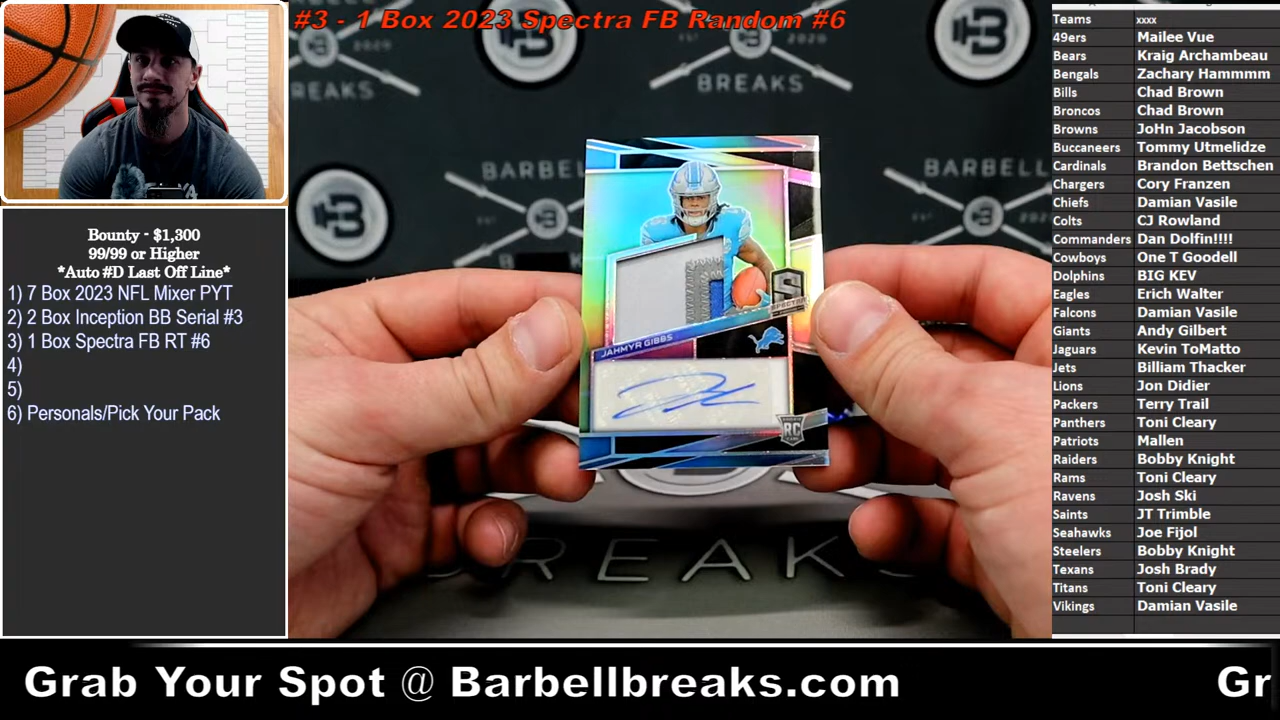 #3 - 1 Box 2023 Spectra FB Random #6
BREAKS
BREAKS
BARBELL
BARBELL
Bounty - $1,300
99/99 or Higher
*Auto #D Last Off Line*
1) 7 Box 2023 NFL Mixer PYT
2) 2 Box Inception BB Serial #3
3) 1 Box Spectra FB RT #6
4)
5)
6) Personals/Pick Your Pack
SPECTRA
JAHMYR GIBBS
RC
BREAKS
Teams xxxx
49ers Mailee Vue
Bears Kraig Archambeau
Bengals Zachary Hammmm
Bills Chad Brown
Broncos Chad Brown
Browns JoHn Jacobson
Buccaneers Tommy Utmelidze
Cardinals Brandon Bettschen
Chargers Cory Franzen
Chiefs Damian Vasile
Colts CJ Rowland
Commanders Dan Dolfin!!!!
Cowboys One T Goodell
Dolphins BIG KEV
Eagles Erich Walter
Falcons Damian Vasile
Giants Andy Gilbert
Jaguars Kevin ToMatto
Jets Billiam Thacker
Lions Jon Didier
Packers Terry Trail
Panthers Toni Cleary
Patriots Mallen
Raiders Bobby Knight
Rams Toni Cleary
Ravens Josh Ski
Saints JT Trimble
Seahawks Joe Fijol
Steelers Bobby Knight
Texans Josh Brady
Titans Toni Cleary
Vikings Damian Vasile
Grab Your Spot @ Barbellbreaks.com Gr